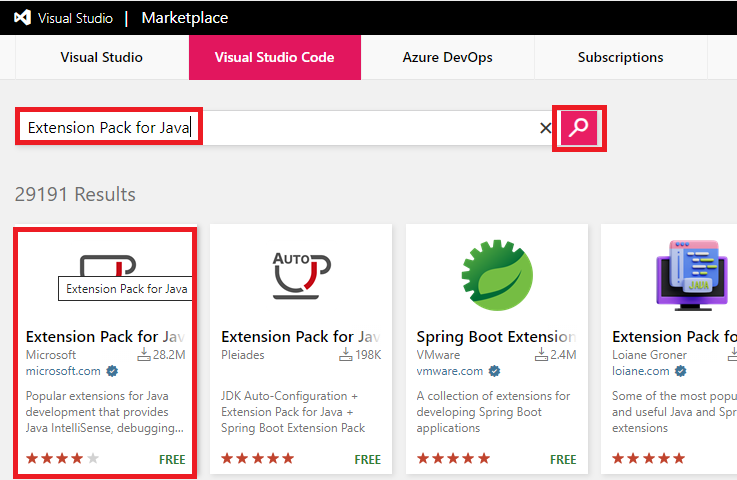 Visual Studio | Marketplace
Visual Studio
Visual Studio Code
Azure DevOps
Subscriptions
Extension Pack for Java
29191 Results
Extension Pack for Java
Extension Pack for Jav
Microsoft 28.2M
microsoft.com
Popular extensions for Java
development that provides
Java IntelliSense, debugging...
FREE
AUTO
Extension Pack for Jav
Pleiades 198K
JDK Auto-Configuration +
Extension Pack for Java +
Spring Boot Extension Pack
FREE
Spring Boot Extension
VMware 2.4M
vmware.com
A collection of extensions for
developing Spring Boot
applications
FREE
JAVA
Extension Pack for J
Loiane Groner
loiane.com
Some of the most popu
and useful Java and Spr
extensions